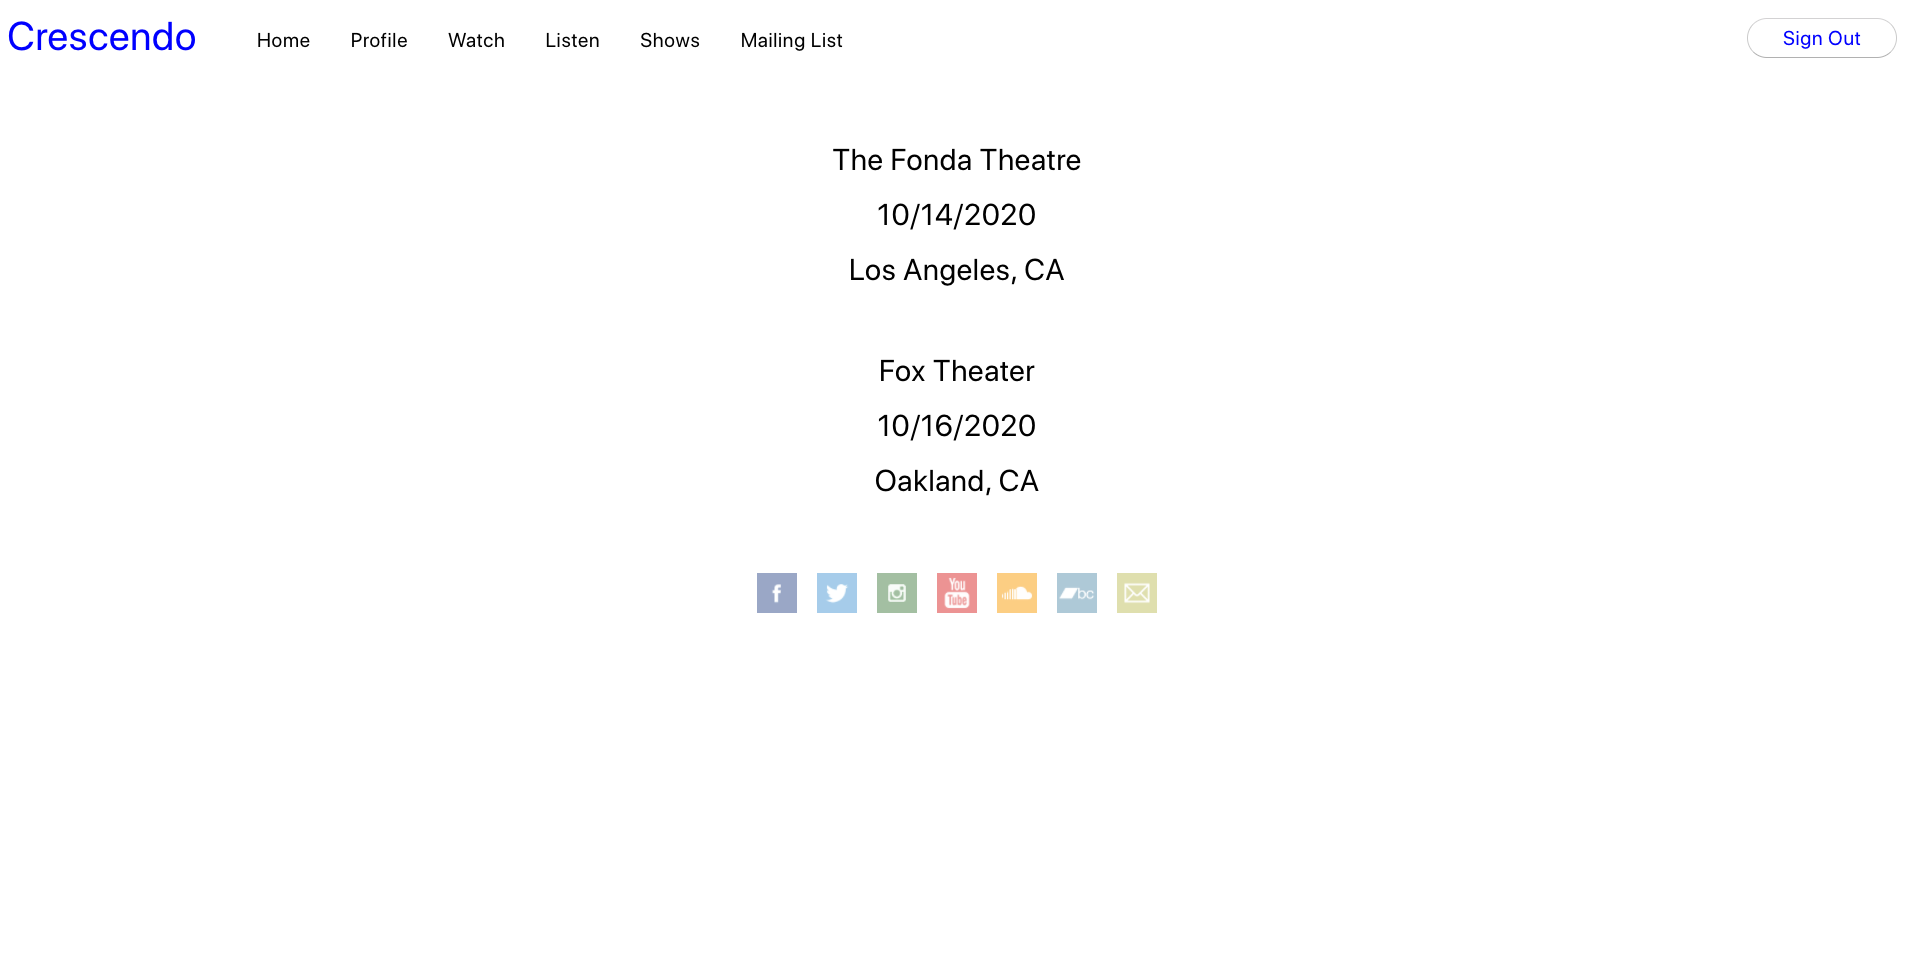 Crescendo
Home Profile Watch Listen Shows Mailing List
Sign Out
The Fonda Theatre
10/14/2020
Los Angeles, CA
Fox Theater
10/16/2020
Oakland, CA
f
You
Tube
bc